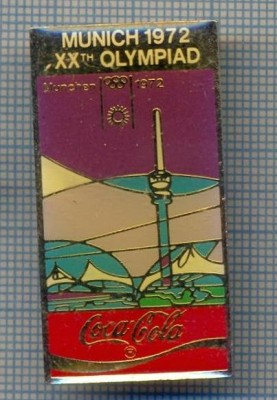 MUNICH 1972
XXTH OLYMPIAD
München 1972
Coca-Cola
®